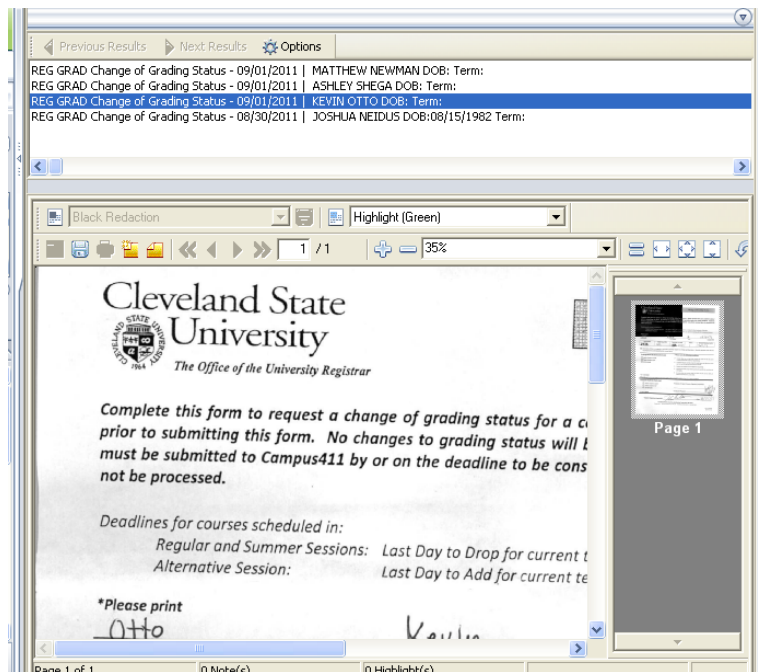 Previous Results Next Results Options
REG GRAD Change of Grading Status - 09/01/2011 | MATTHEW NEWMAN DOB: Term:
REG GRAD Change of Grading Status - 09/01/2011 | ASHLEY SHEGA DOB: Term:
REG GRAD Change of Grading Status - 09/01/2011 | KEVIN OTTO DOB: Term:
REG GRAD Change of Grading Status - 08/30/2011 | JOSHUA NEIDUS DOB:08/15/1982 Term:
Black Redaction Highlight (Green)
1 / 1 35%
Cleveland State
University
The Office of the University Registrar
Complete this form to request a change of grading status for a c
prior to submitting this form. No changes to grading status will b
must be submitted to Campus411 by or on the deadline to be cons
not be processed.
Deadlines for courses scheduled in:
Regular and Summer Sessions: Last Day to Drop for current t
Alternative Session: Last Day to Add for current te
*Please print
Otto Kevin
Page 1
Page 1 of 1 0 Note(s) 0 Highlight(s)